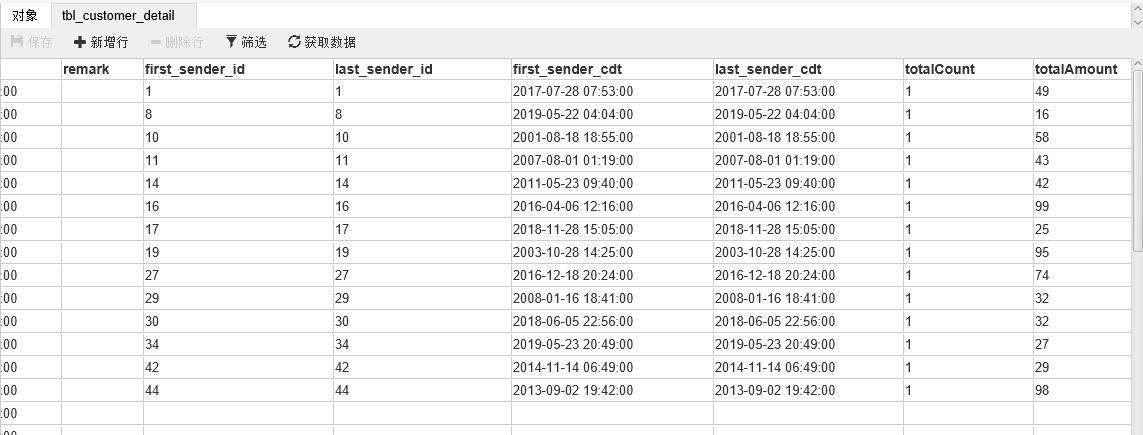 对象 tbl_customer_detail
保存 新增行 删除行 筛选 获取数据
remark first_sender_id last_sender_id first_sender_cdt last_sender_cdt totalCount totalAmount
:00 1 1 2017-07-28 07:53:00 2017-07-28 07:53:00 1 49
:00 8 8 2019-05-22 04:04:00 2019-05-22 04:04:00 1 16
:00 10 10 2001-08-18 18:55:00 2001-08-18 18:55:00 1 58
:00 11 11 2007-08-01 01:19:00 2007-08-01 01:19:00 1 43
:00 14 14 2011-05-23 09:40:00 2011-05-23 09:40:00 1 42
:00 16 16 2016-04-06 12:16:00 2016-04-06 12:16:00 1 99
:00 17 17 2018-11-28 15:05:00 2018-11-28 15:05:00 1 25
:00 19 19 2003-10-28 14:25:00 2003-10-28 14:25:00 1 95
:00 27 27 2016-12-18 20:24:00 2016-12-18 20:24:00 1 74
:00 29 29 2008-01-16 18:41:00 2008-01-16 18:41:00 1 32
:00 30 30 2018-06-05 22:56:00 2018-06-05 22:56:00 1 32
:00 34 34 2019-05-23 20:49:00 2019-05-23 20:49:00 1 27
:00 42 42 2014-11-14 06:49:00 2014-11-14 06:49:00 1 29
:00 44 44 2013-09-02 19:42:00 2013-09-02 19:42:00 1 98
:00
:00